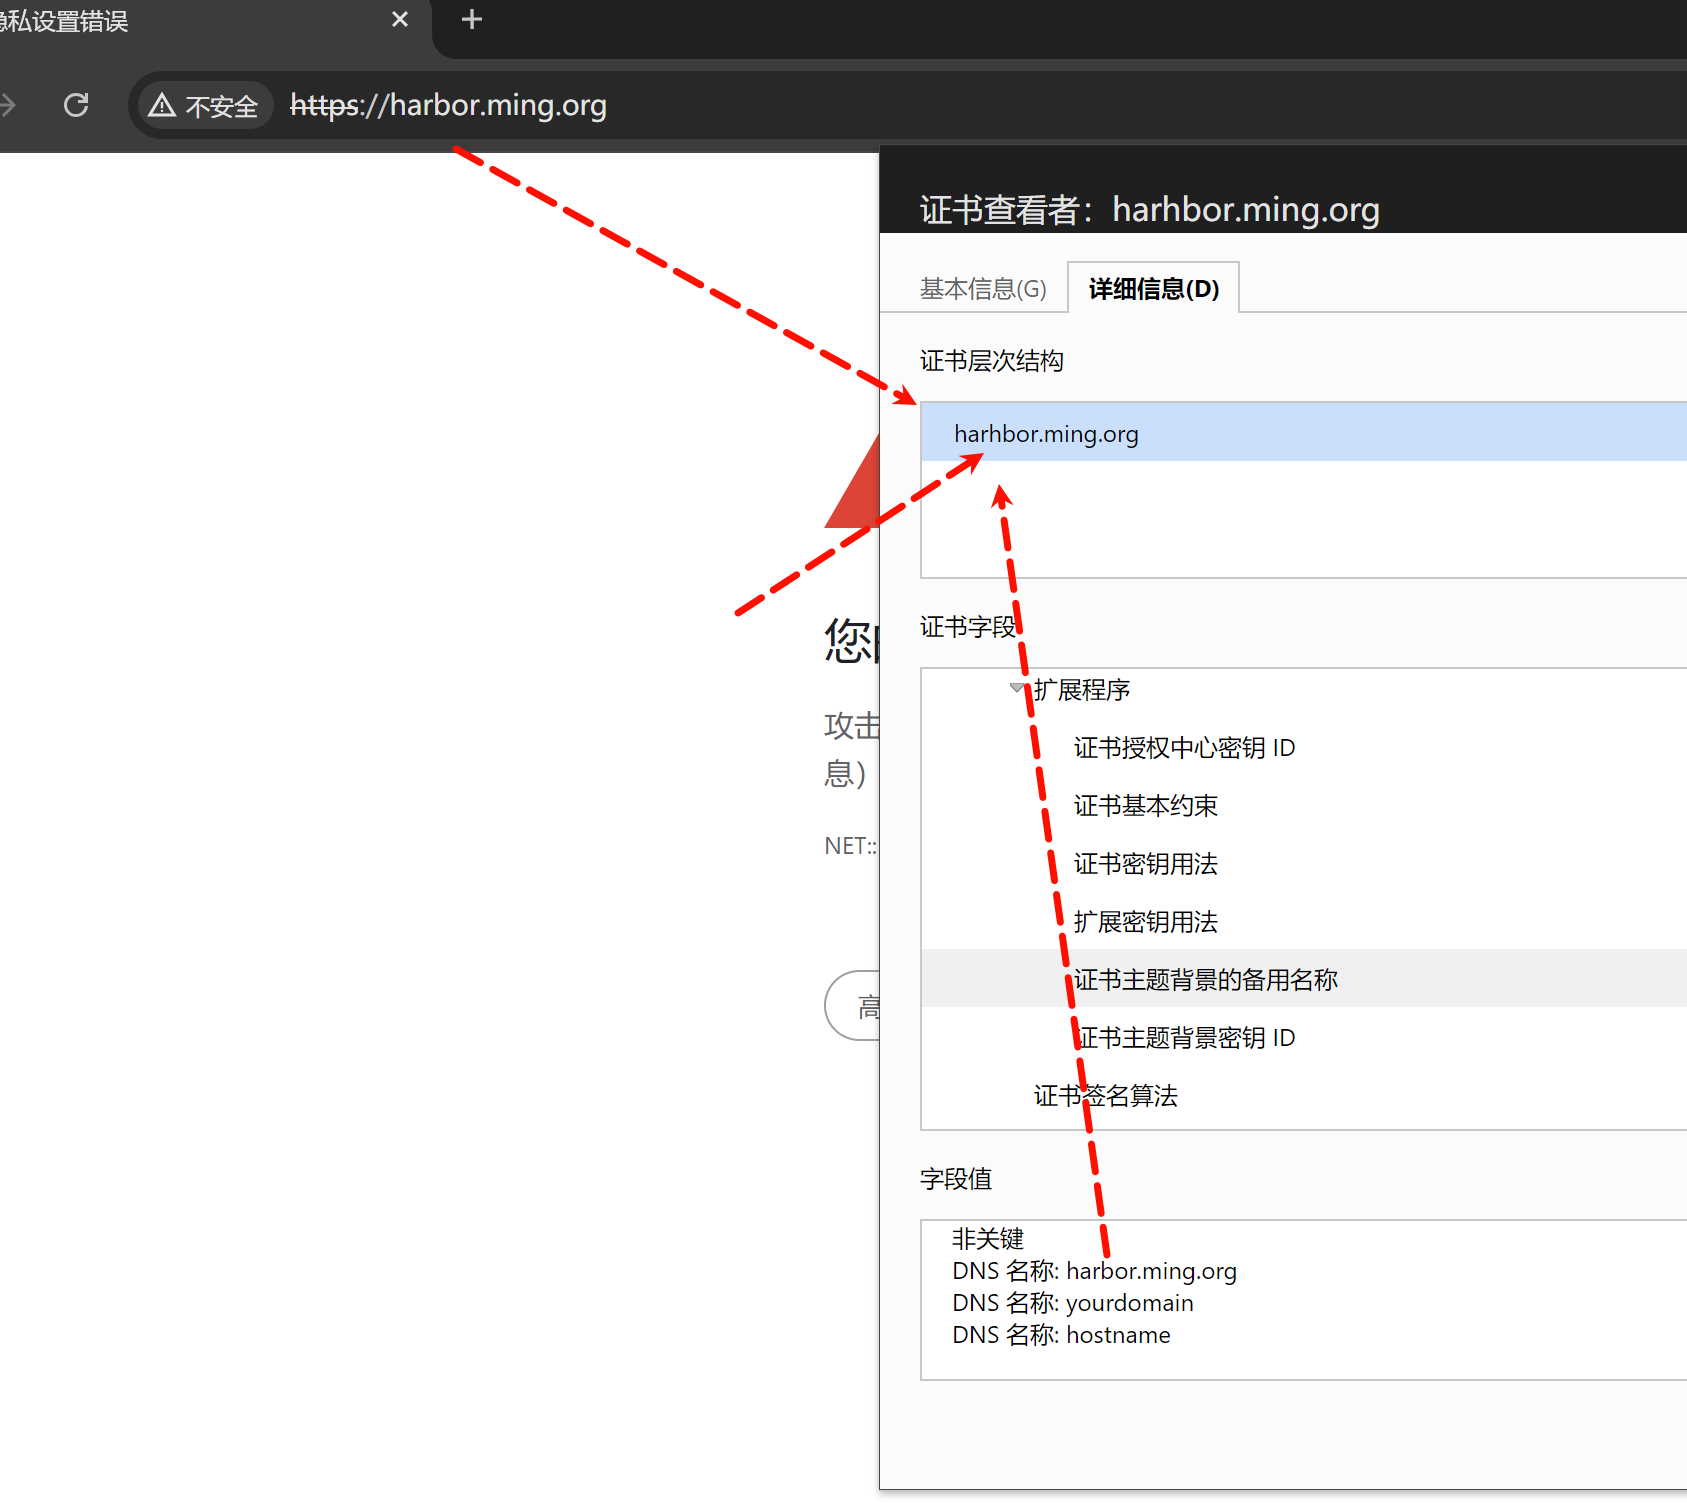 隐私设置错误
不安全 https://harbor.ming.org
证书查看者：harhbor.ming.org
基本信息(G) 详细信息(D)
证书层次结构
harhbor.ming.org
您
证书字段
扩展程序
攻击
证书授权中心密钥 ID
息）
证书基本约束
NET::
证书密钥用法
扩展密钥用法
证书主题背景的备用名称
高
证书主题背景密钥 ID
证书签名算法
字段值
非关键
DNS 名称: harbor.ming.org
DNS 名称: yourdomain
DNS 名称: hostname